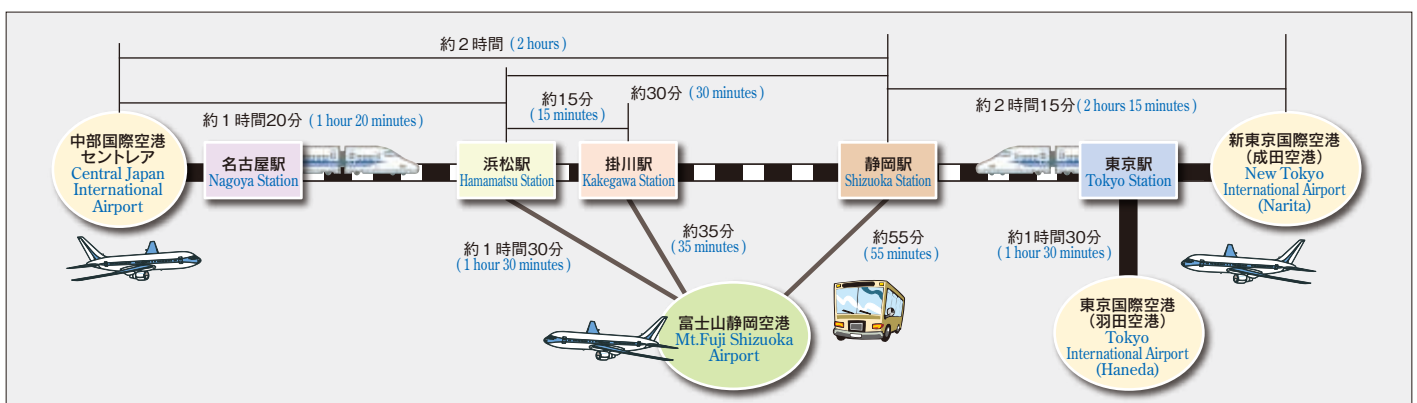 約２時間 ( 2 hours)
約１時間20分 ( 1 hour 20 minutes )
約15分
( 15 minutes )
約30分 ( 30 minutes )
約２時間15分( 2 hours 15 minutes )
中部国際空港
セントレア
Central Japan
International
Airport
名古屋駅
Nagoya Station
浜松駅
Hamamatsu Station
掛川駅
Kakegawa Station
静岡駅
Shizuoka Station
東京駅
Tokyo Station
新東京国際空港
（成田空港）
New Tokyo
International Airport
(Narita)
約１時間30分
( 1 hour 30 minutes )
約35分
( 35 minutes )
約55分
( 55 minutes )
約1時間30分
( 1 hour 30 minutes )
富士山静岡空港
Mt.Fuji Shizuoka
Airport
東京国際空港
（羽田空港）
Tokyo
International Airport
(Haneda)